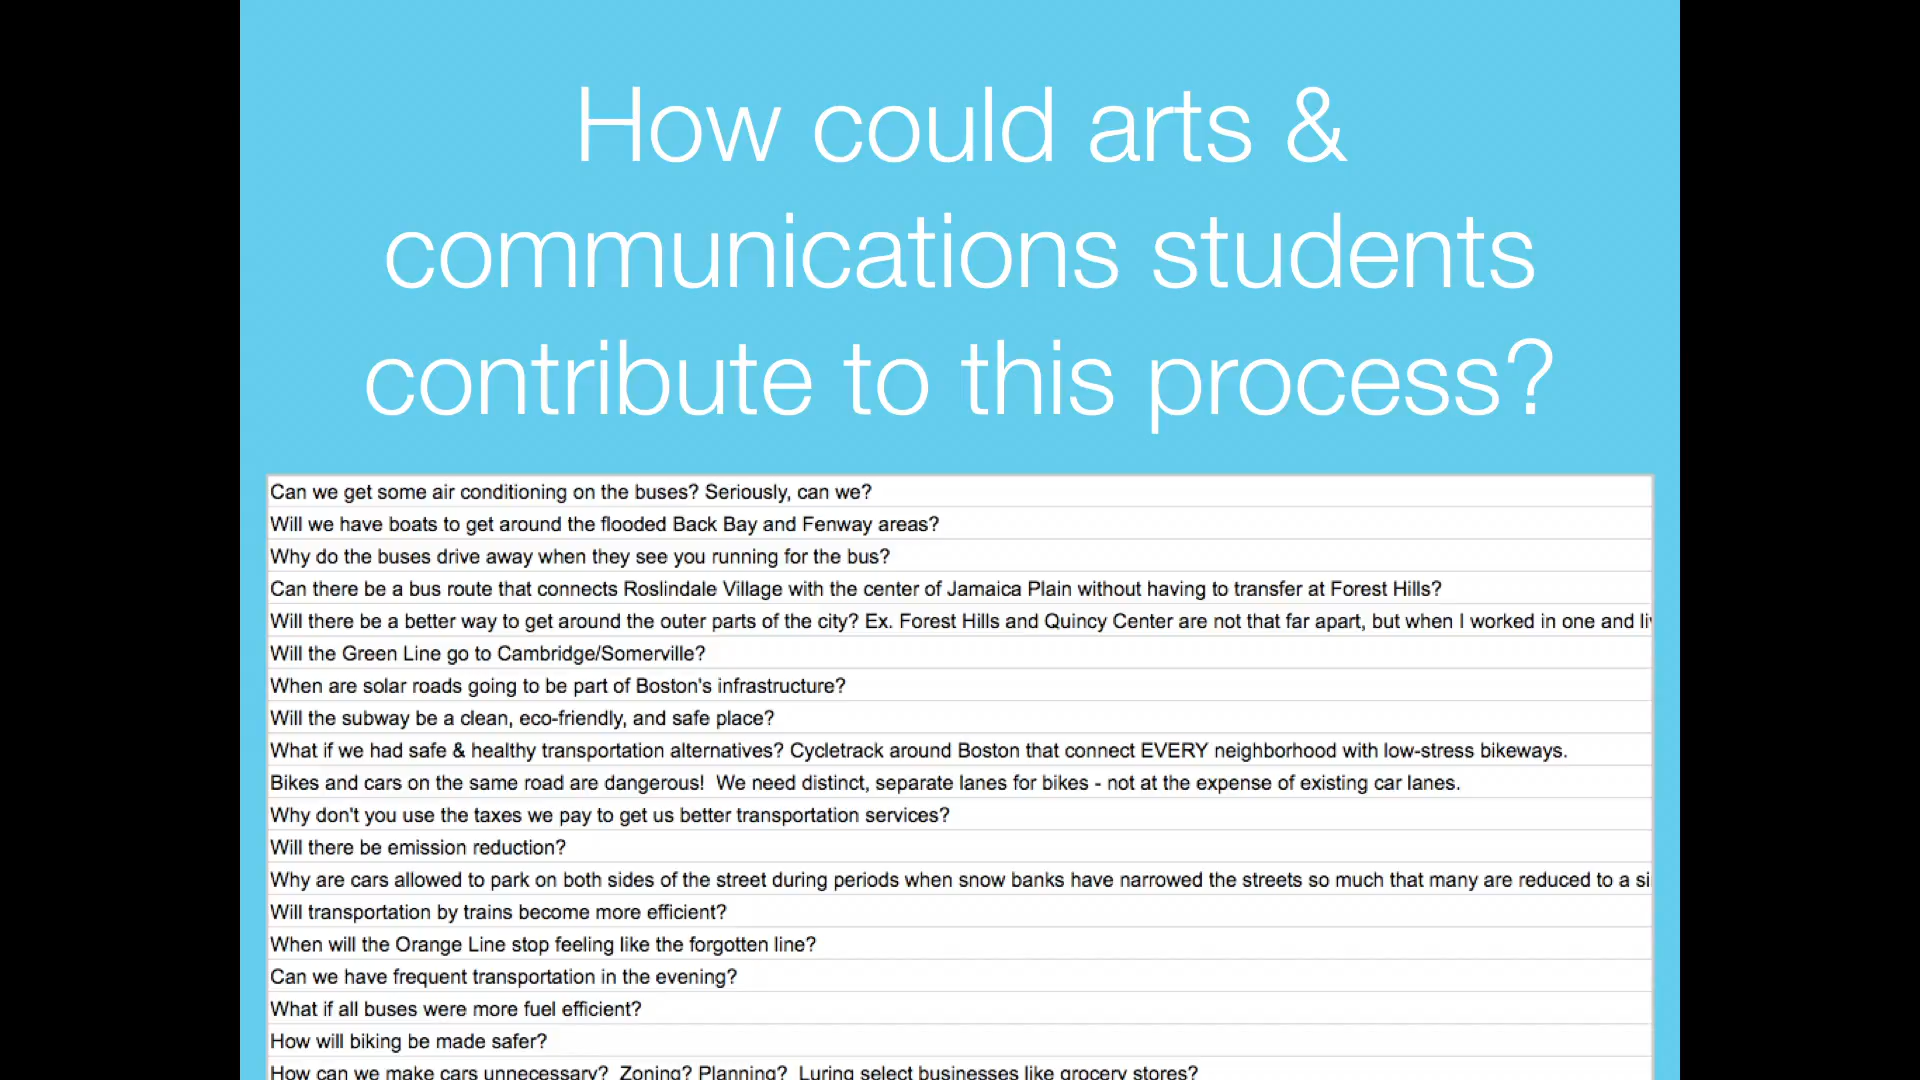 How could arts &
communications students
contribute to this process?
Can we get some air conditioning on the buses? Seriously, can we?
Will we have boats to get around the flooded Back Bay and Fenway areas?
Why do the buses drive away when they see you running for the bus?
Can there be a bus route that connects Roslindale Village with the center of Jamaica Plain without having to transfer at Forest Hills?
Will there be a better way to get around the outer parts of the city? Ex. Forest Hills and Quincy Center are not that far apart, but when I worked in one and
Will the Green Line go to Cambridge/Somerville?
When are solar roads going to be part of Boston's infrastructure?
Will the subway be a clean, eco-friendly, and safe place?
What if we had safe & healthy transportation alternatives? Cycletrack around Boston that connect EVERY neighborhood with low-stress bikeways.
Bikes and cars on the same road are dangerous!  We need distinct, separate lanes for bikes - not at the expense of existing car lanes.
Why don't you use the taxes we pay to get us better transportation services?
Will there be emission reduction?
Why are cars allowed to park on both sides of the street during periods when snow banks have narrowed the streets so much that many are reduced to a si
Will transportation by trains become more efficient?
When will the Orange Line stop feeling like the forgotten line?
Can we have frequent transportation in the evening?
What if all buses were more fuel efficient?
How will biking be made safer?
How can we make cars unnecessary?  Zoning? Planning?  Luring select businesses like grocery stores?